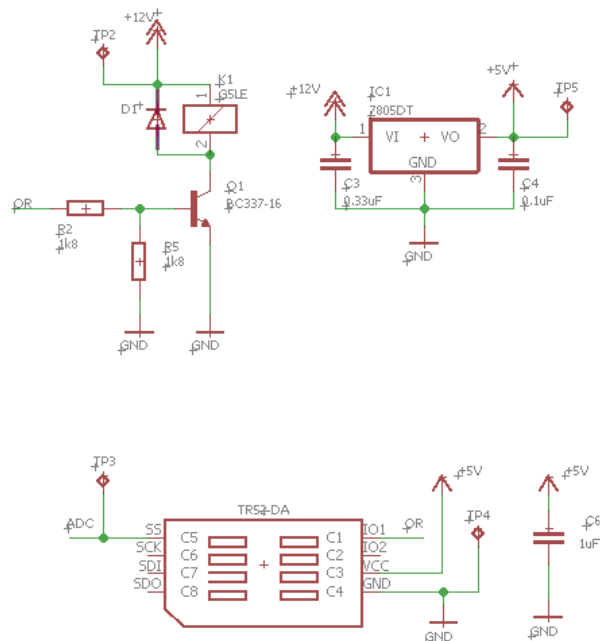 +12V
TP2
K1
G5LE
1
2
D1
Q1
BC337-16
QR
R2
1k8
R5
1k8
GND
GND
+12V
IC1
7805DT
+5V
TP5
1
VI
VO
2
GND
3
C3
0.33uF
C4
0.1uF
GND
TP3
ADC
TR52-DA
SS
SCK
SDI
SDO
C5
C6
C7
C8
C1
C2
C3
C4
IO1
IO2
VCC
GND
QR
+5V
TP4
GND
+5V
C6
1uF
GND